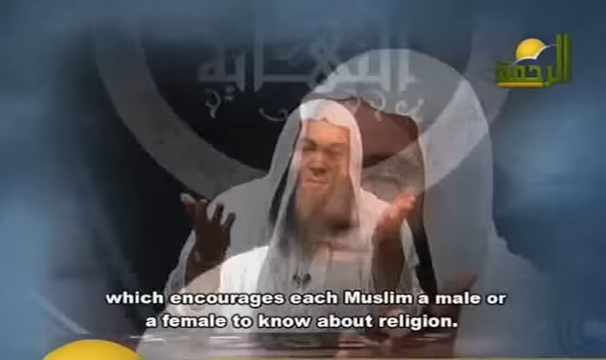 الرحمة
which encourages each Muslim a male or
a female to know about religion.